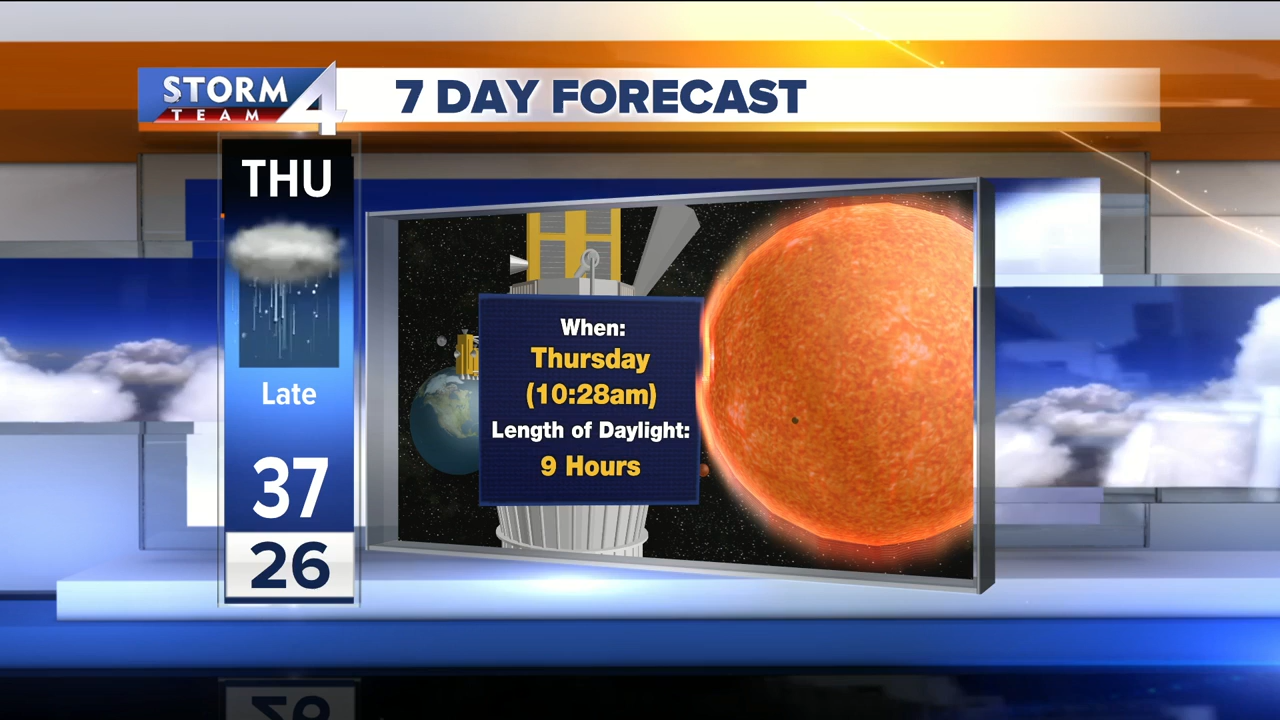 STORM
TEAM
4
7 DAY FORECAST
THU
Late
37
26
When:
Thursday
(10:28am)
Length of Daylight:
9 Hours